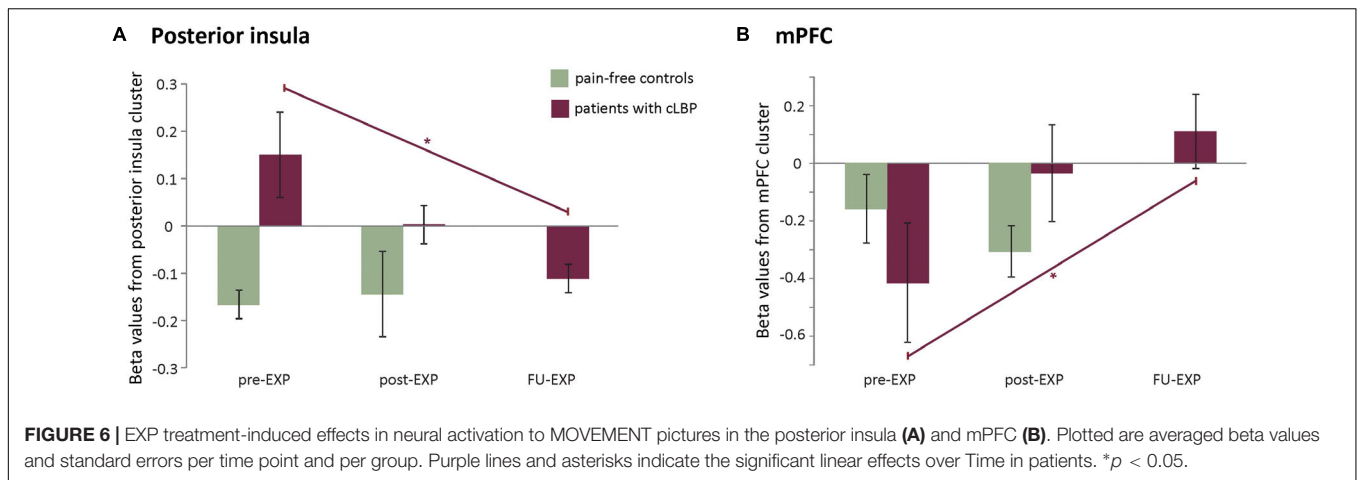 A Posterior insula
B mPFC
pain-free controls
patients with cLBP
Beta values from posterior insula cluster
0.3
0.2
0.1
0
-0.1
-0.2
-0.3
*
pre-EXP post-EXP FU-EXP
Beta values from mPFC cluster
0.2
0
-0.2
-0.4
-0.6
*
pre-EXP post-EXP FU-EXP
FIGURE 6 | EXP treatment-induced effects in neural activation to MOVEMENT pictures in the posterior insula (A) and mPFC (B). Plotted are averaged beta values
and standard errors per time point and per group. Purple lines and asterisks indicate the significant linear effects over Time in patients. *p < 0.05.